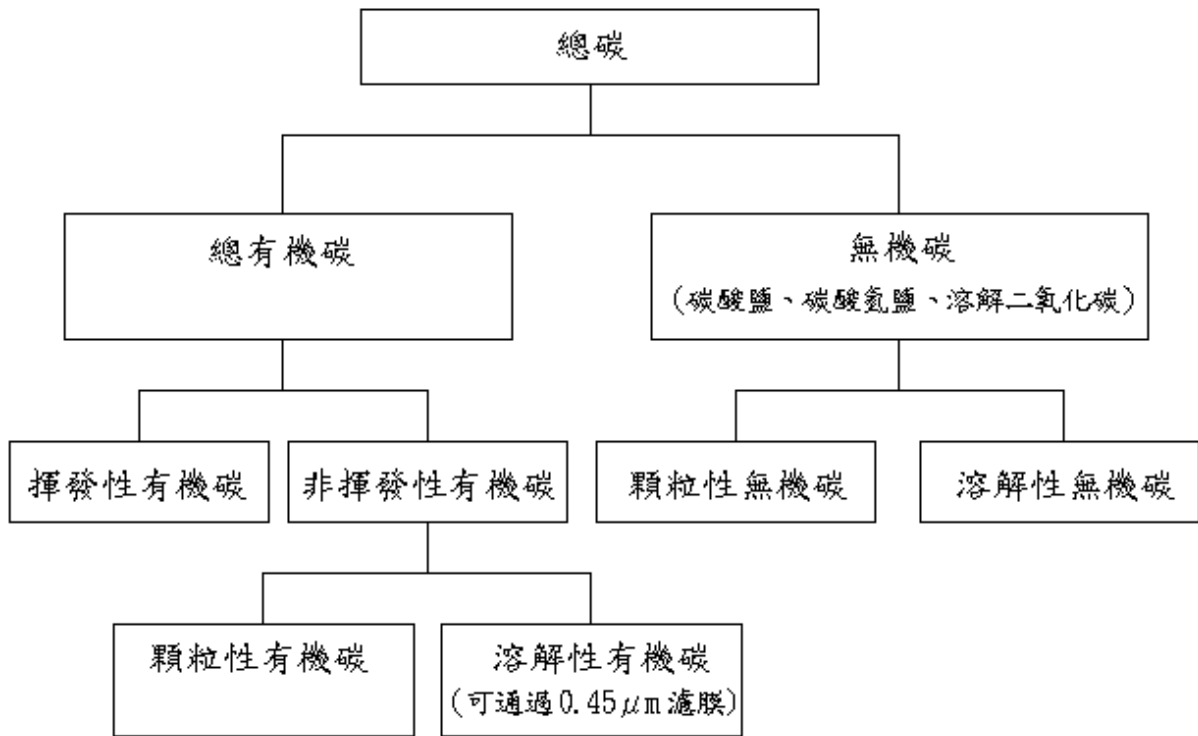 總碳
總有機碳
無機碳
(碳酸鹽、碳酸氫鹽、溶解二氧化碳)
揮發性有機碳
非揮發性有機碳
顆粒性無機碳
溶解性無機碳
顆粒性有機碳
溶解性有機碳
(可通過0.45μm濾膜)